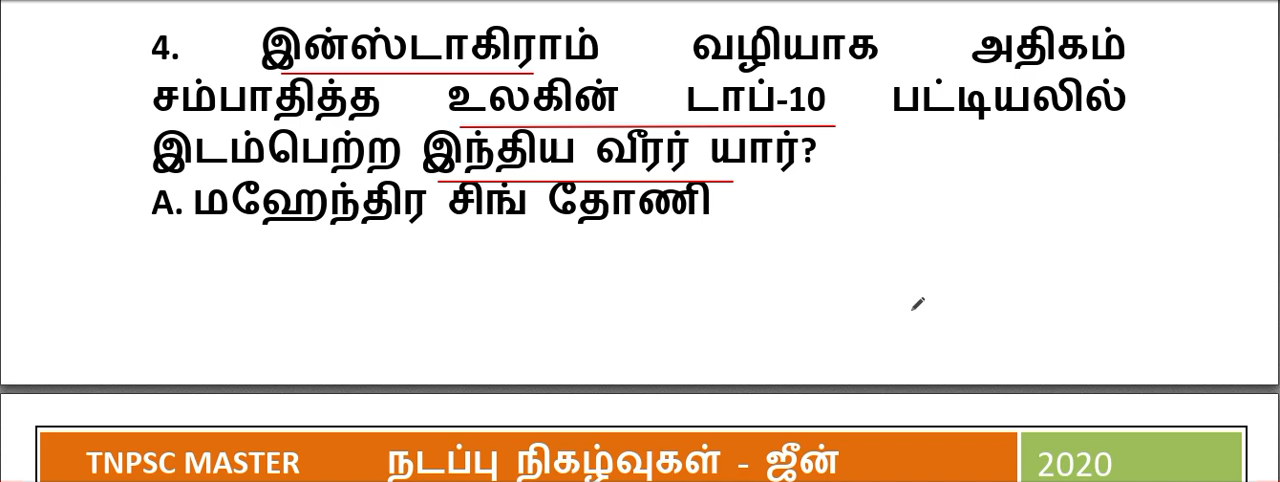 4. இன்ஸ்டாகிராம் வழியாக அதிகம்
சம்பாதித்த உலகின் டாப்-10 பட்டியலில்
இடம்பெற்ற இந்திய வீரர் யார்?
A. மஹேந்திர சிங் தோணி
TNPSC MASTER நடப்பு நிகழ்வுகள் - ஜீன் 2020